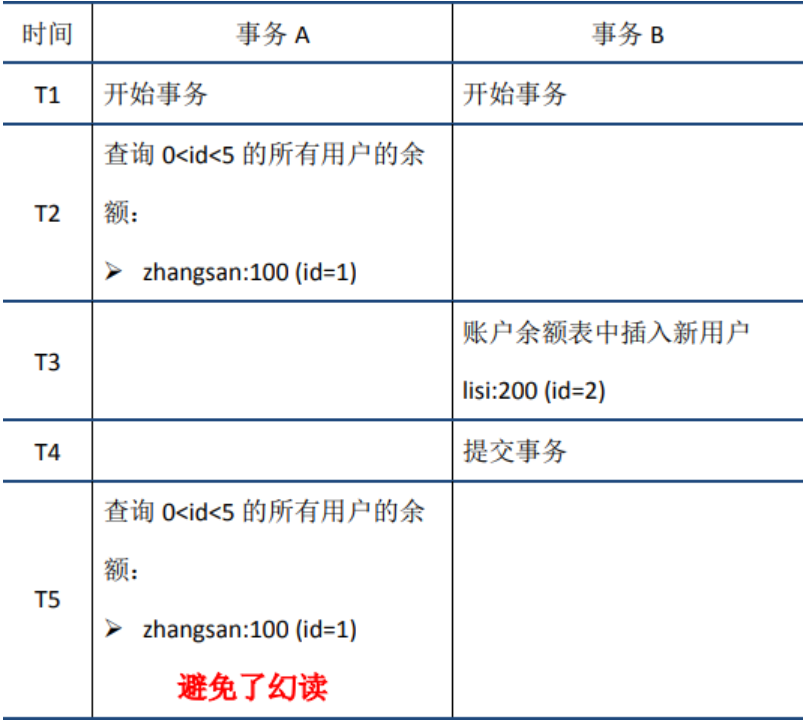 时间 事务 A 事务 B
T1 开始事务 开始事务
查询 0<id<5 的所有用户的余
T2 额：
➢ zhangsan:100 (id=1)
账户余额表中插入新用户
T3
lisi:200 (id=2)
T4 提交事务
查询 0<id<5 的所有用户的余
额：
T5
➢ zhangsan:100 (id=1)
避免了幻读